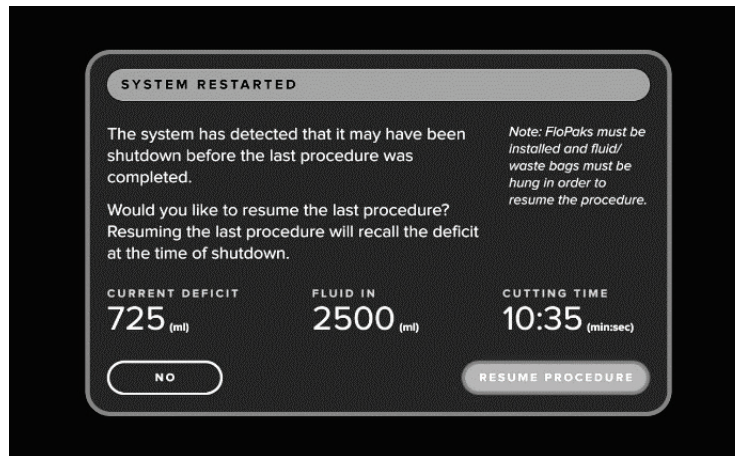 SYSTEM RESTARTED
The system has detected that it may have been
shutdown before the last procedure was
completed.
Note: FloPaks must be
installed and fluid/
waste bags must be
hung in order to
resume the procedure.
Would you like to resume the last procedure?
Resuming the last procedure will recall the deficit
at the time of shutdown.
CURRENT DEFICIT
725 (ml)
FLUID IN
2500 (ml)
CUTTING TIME
10:35 (min:sec)
NO
RESUME PROCEDURE